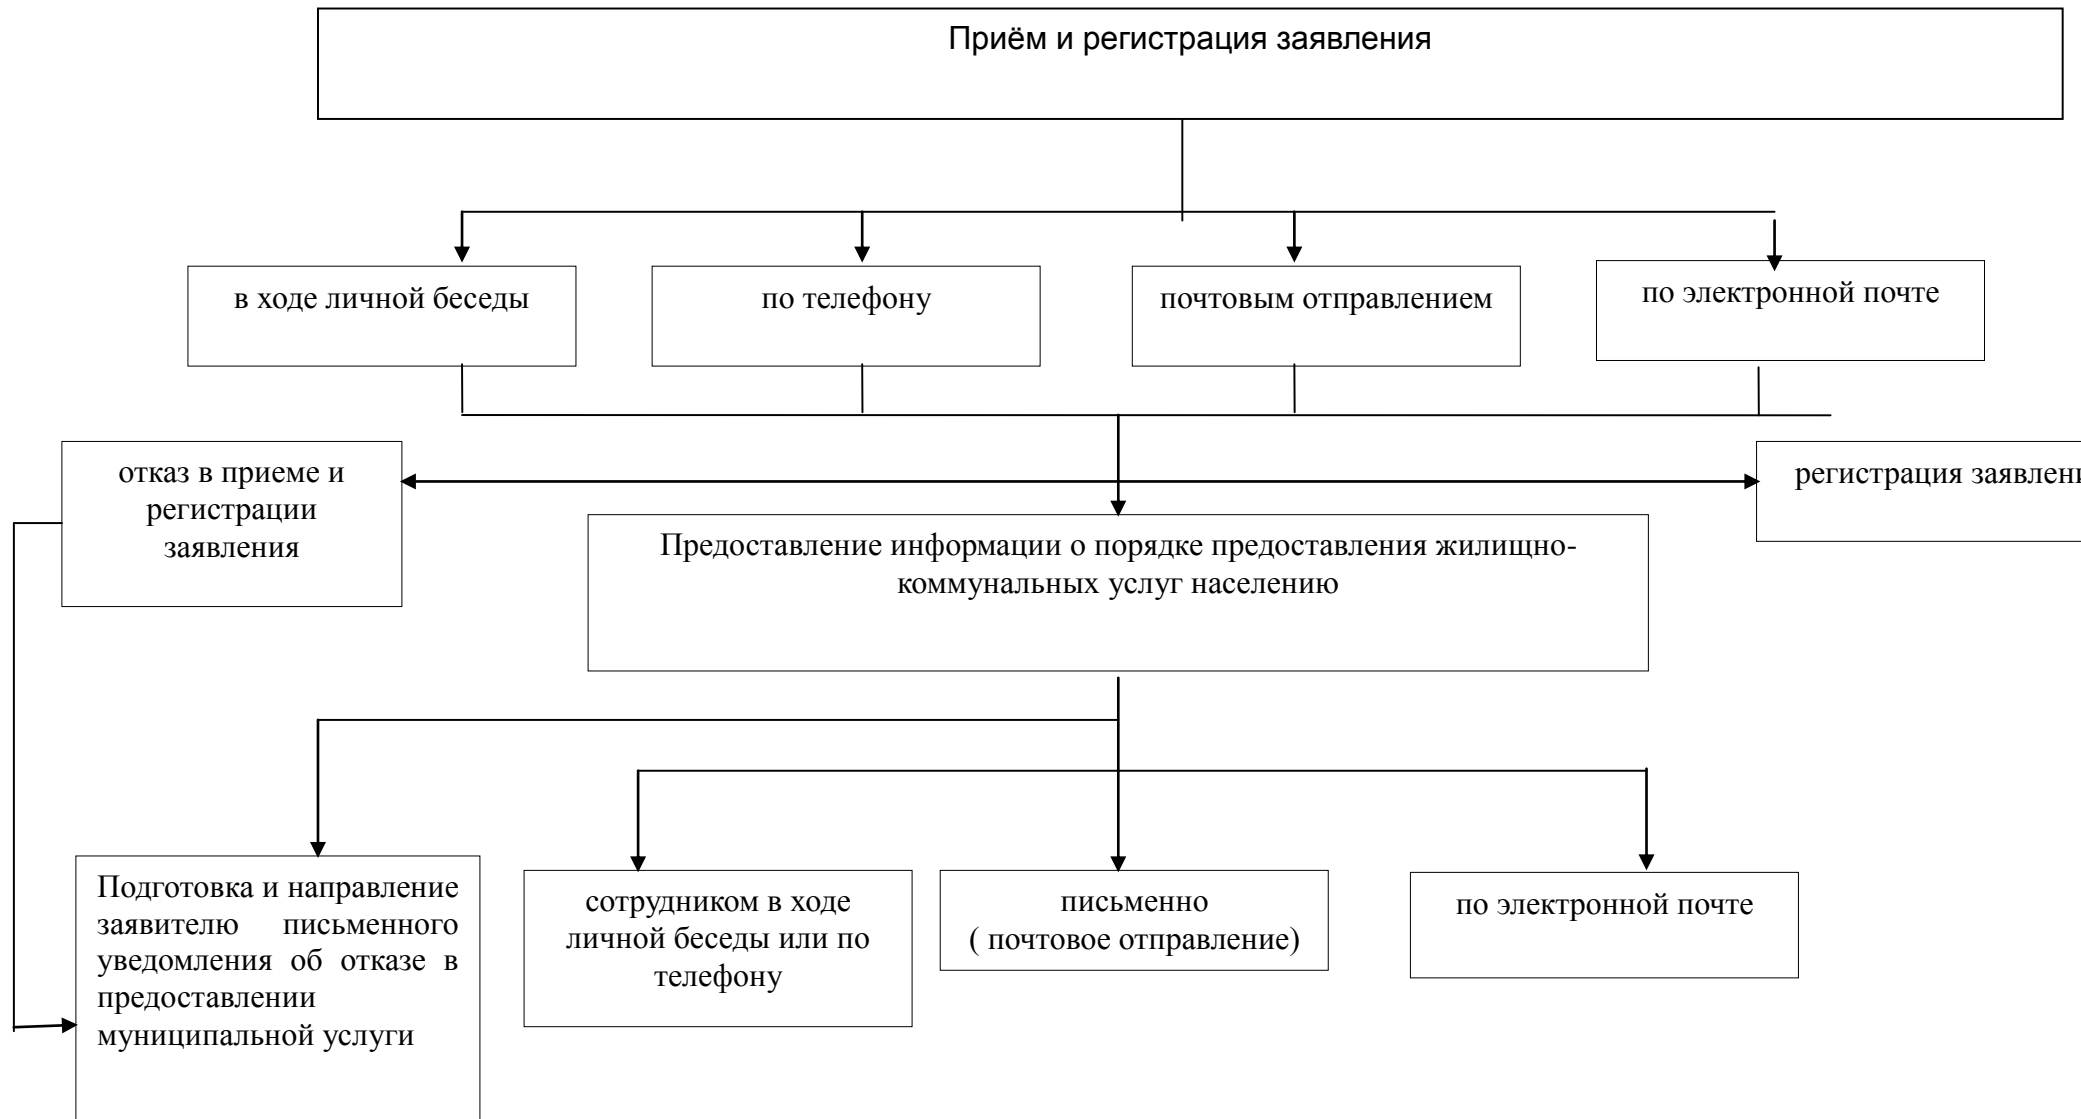 Приём и регистрация заявления
в ходе личной беседы
по телефону
почтовым отправлением
по электронной почте
отказ в приеме и
регистрации
заявления
регистрация заявлени
Предоставление информации о порядке предоставления жилищно-
коммунальных услуг населению
Подготовка и направление
заявителю письменного
уведомления об отказе в
предоставлении
муниципальной услуги
сотрудником в ходе
личной беседы или по
телефону
письменно
( почтовое отправление)
по электронной почте